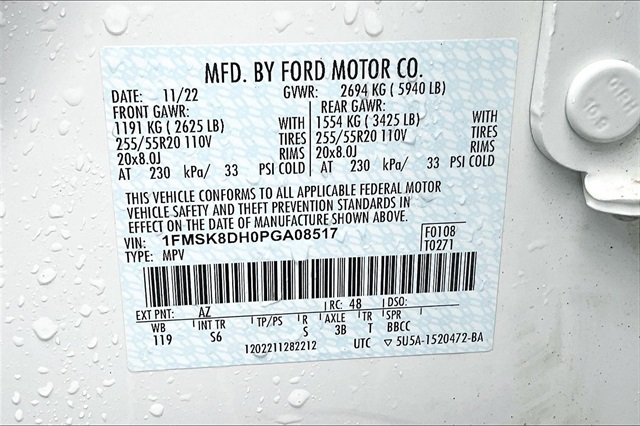 MFD. BY FORD MOTOR CO.
DATE: 11/22 GVWR: 2694 KG ( 5940 LB)
FRONT GAWR: REAR GAWR:
1191 KG ( 2625 LB) WITH 1554 KG ( 3425 LB) WITH
255/55R20 110V TIRES 255/55R20 110V TIRES
20x8.0J RIMS 20x8.0J RIMS
AT 230 kPa/ 33 PSI COLD AT 230 kPa/ 33 PSI COLD
THIS VEHICLE CONFORMS TO ALL APPLICABLE FEDERAL MOTOR
VEHICLE SAFETY AND THEFT PREVENTION STANDARDS IN
EFFECT ON THE DATE OF MANUFACTURE SHOWN ABOVE.
VIN: 1FMSK8DH0PGA08517 F0108
TYPE: MPV T0271
EXT PNT: AZ RC: 48 DSO:
WB INT TR TP/PS R AXLE TR SPR
119 S6 S 3B T BBCC
1202211282212 UTC ▽ 5U5A-1520472-BA